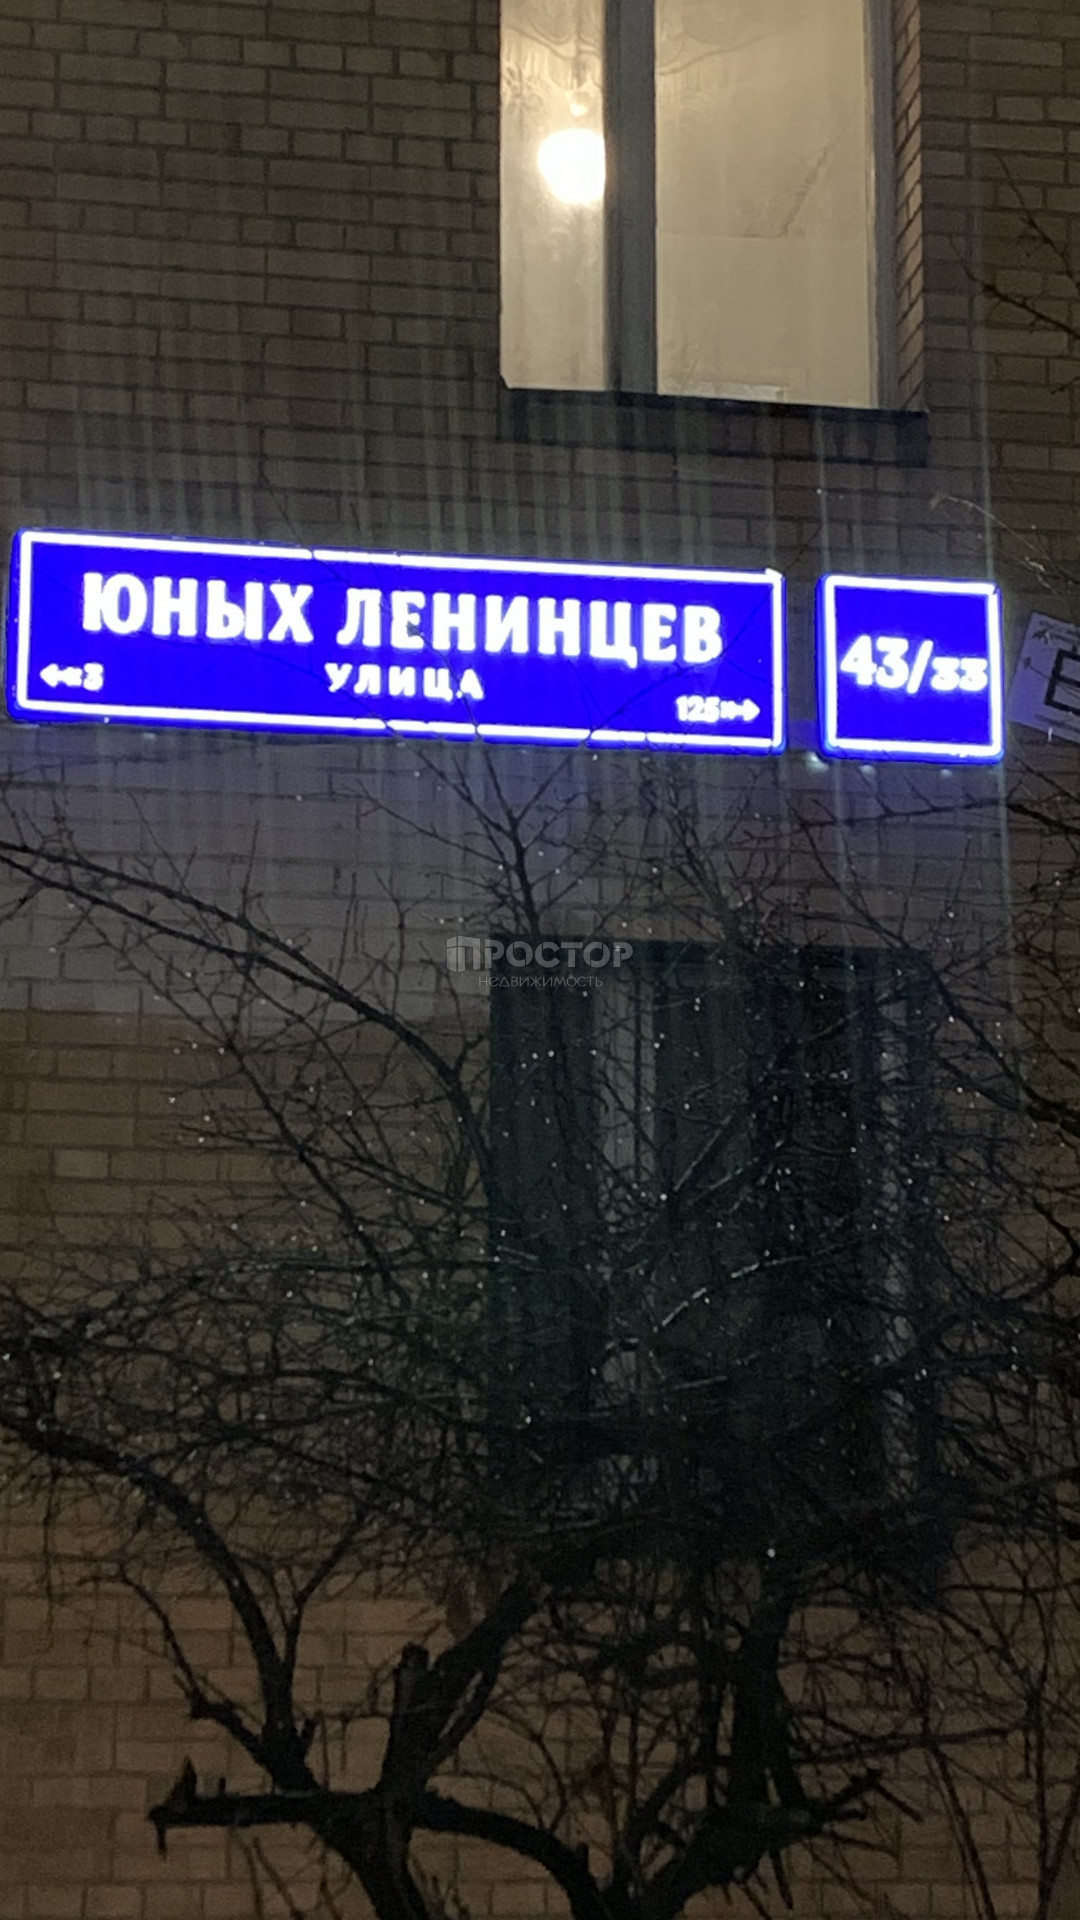 ЮНЫХ ЛЕНИНЦЕВ
УЛИЦА
←«3
125»→
43/33
ПРОСТОР
НЕДВИЖИМОСТЬ